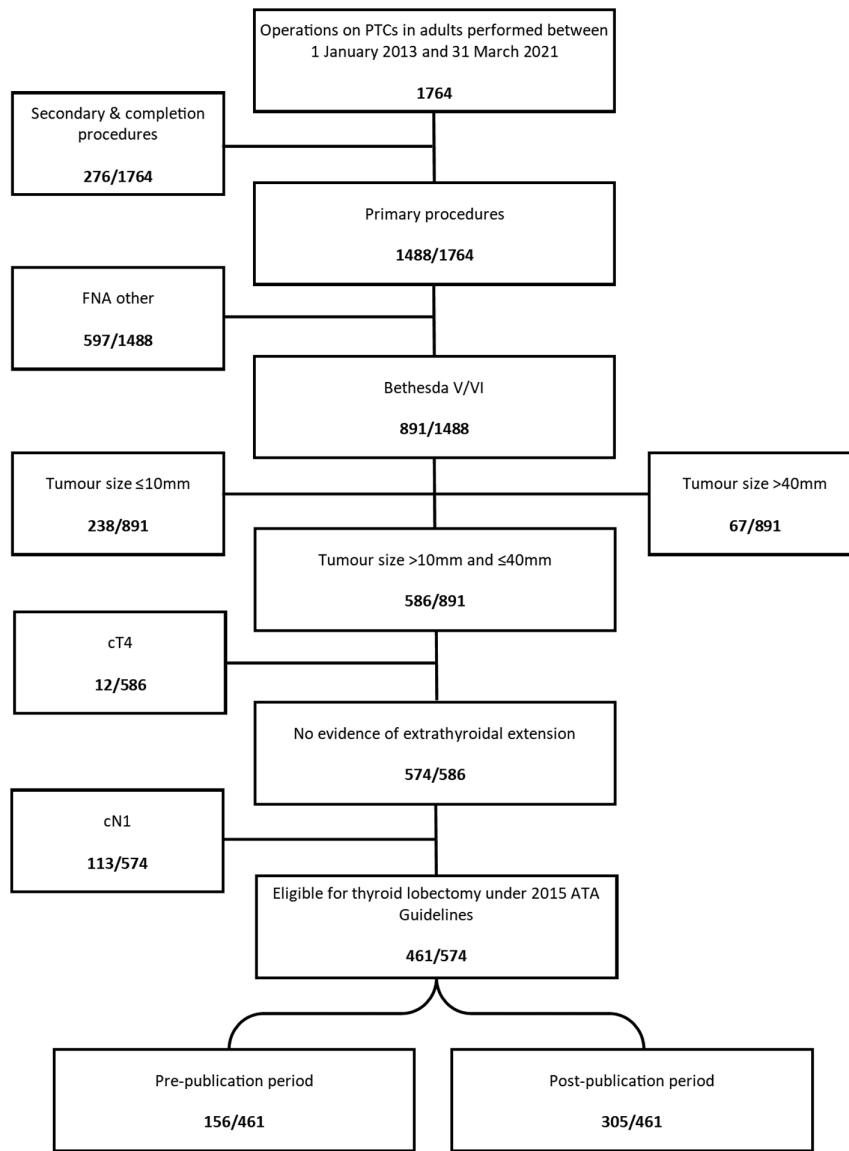 Operations on PTCs in adults performed between
1 January 2013 and 31 March 2021
1764
Secondary & completion
procedures
276/1764
Primary procedures
1488/1764
FNA other
597/1488
Bethesda V/VI
891/1488
Tumour size ≤10mm
238/891
Tumour size >40mm
67/891
Tumour size >10mm and ≤40mm
586/891
cT4
12/586
No evidence of extrathyroidal extension
574/586
cN1
113/574
Eligible for thyroid lobectomy under 2015 ATA
Guidelines
461/574
Pre-publication period
156/461
Post-publication period
305/461